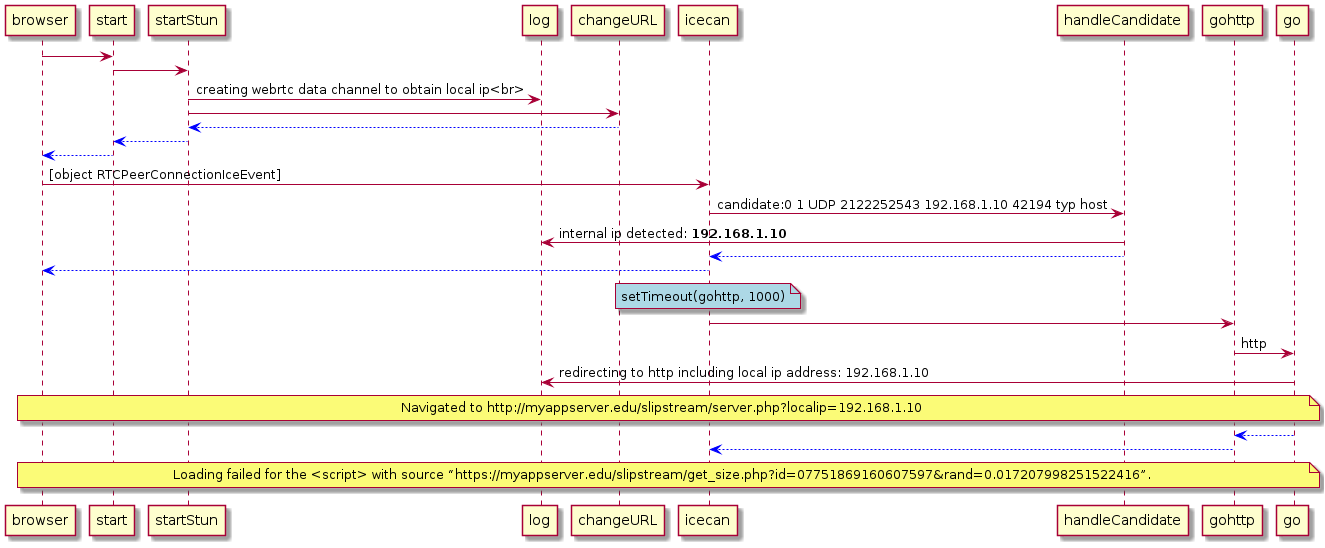 browser start startStun log changeURL icecan handleCandidate gohttp go
creating webrtc data channel to obtain local ip<br>
[object RTCPeerConnectionIceEvent]
candidate:0 1 UDP 2122252543 192.168.1.10 42194 typ host
internal ip detected: 192.168.1.10
setTimeout(gohttp, 1000)
http
redirecting to http including local ip address: 192.168.1.10
Navigated to http://myappserver.edu/slipstream/server.php?localip=192.168.1.10
Loading failed for the <script> with source “https://myappserver.edu/slipstream/get_size.php?id=07751869160607597&rand=0.017207998251522416”.
browser start startStun log changeURL icecan handleCandidate gohttp go